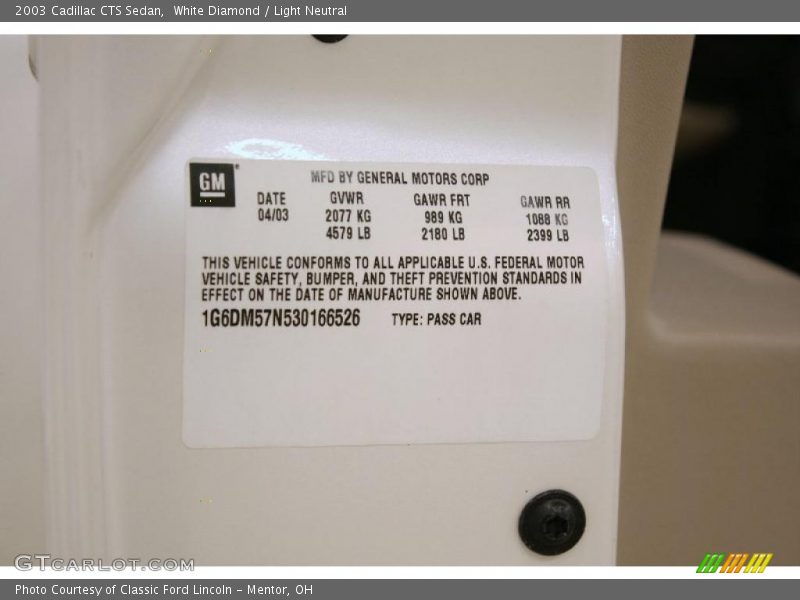 2003 Cadillac CTS Sedan,  White Diamond / Light Neutral
GM
MFD BY GENERAL MOTORS CORP
DATE GVWR GAWR FRT GAWR RR
04/03 2077 KG 989 KG 1088 KG
4579 LB 2180 LB 2399 LB
THIS VEHICLE CONFORMS TO ALL APPLICABLE U.S. FEDERAL MOTOR
VEHICLE SAFETY, BUMPER, AND THEFT PREVENTION STANDARDS IN
EFFECT ON THE DATE OF MANUFACTURE SHOWN ABOVE.
1G6DM57N530166526 TYPE: PASS CAR
GTCARLOT.COM
Photo Courtesy of Classic Ford Lincoln - Mentor, OH